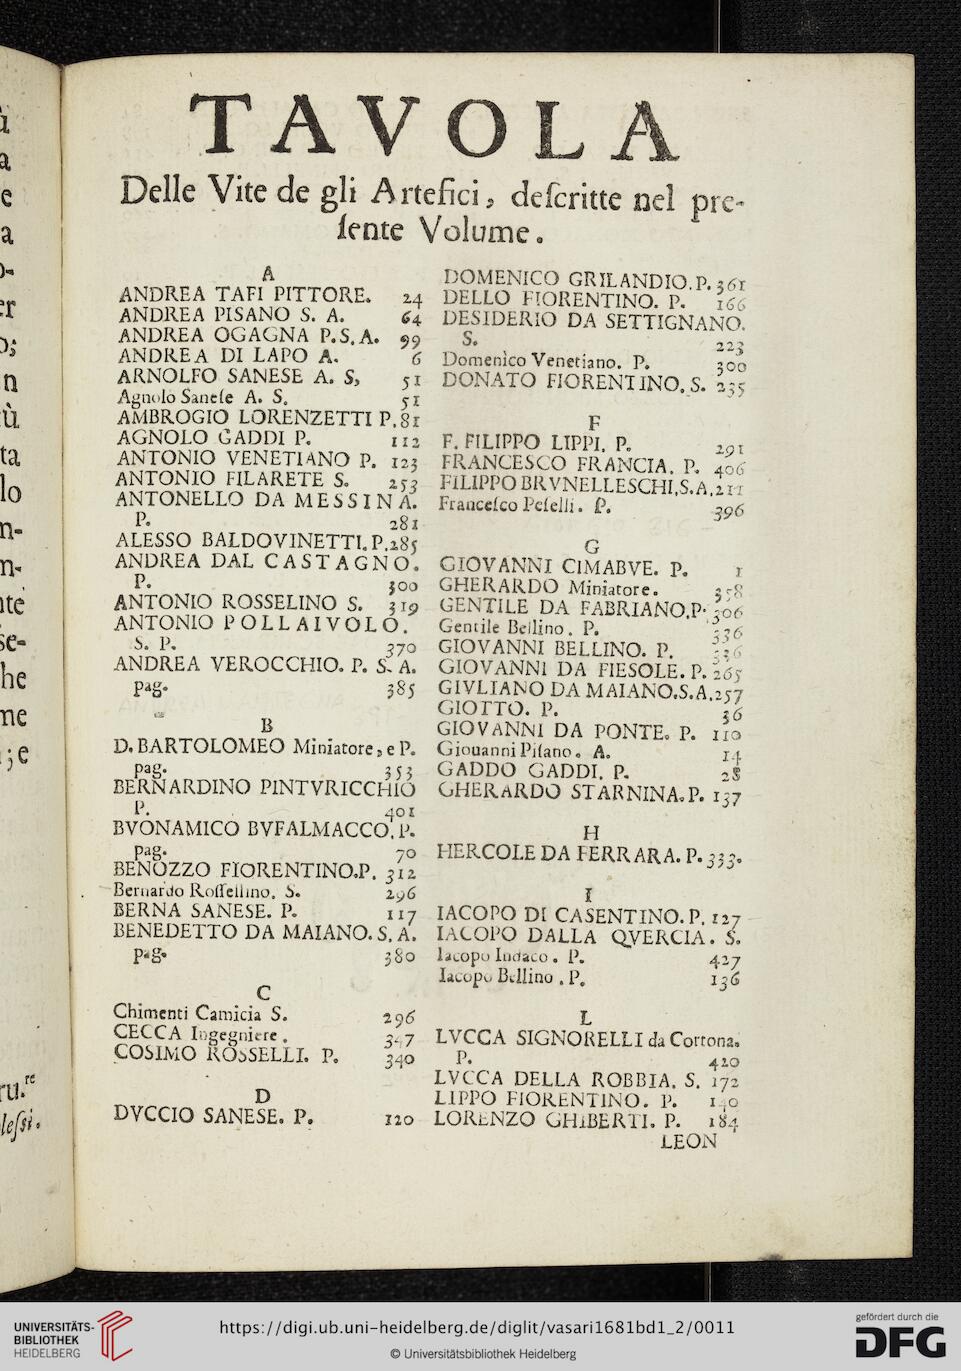 TAVOLA
Delle Vite de gli Artefici, deſcritte nel pre-
ſente Volume.
A
ANDREA TAFI PITTORE. 24
ANDREA PISANO S. A. 64
ANDREA OGAGNA P.S.A. 99
ANDREA DI LAPO A. 6
ARNOLFO SANESE A. S, 51
Agnolo Saneſe A. S. 51
AMBROGIO LORENZETTI P. 81
AGNOLO GADDI P. 112
ANTONIO VENETIANO P. 123
ANTONIO FILARETE S. 253
ANTONELLO DA MESSINA.
P. 281
ALESSO BALDOVINETTI. P. 285
ANDREA DAL CASTAGNO.
P. 300
ANTONIO ROSSELINO S. 319
ANTONIO POLLAIVOLO.
S. P. 370
ANDREA VEROCCHIO. P. S. A.
pag. 385
B
D. BARTOLOMEO Miniatore, e P.
pag. 353
BERNARDINO PINTVRICCHIO
P. 401
BVONAMICO BVFALMACCO. P.
pag. 70
BENOZZO FIORENTINO. P. 312
Bernardo Roſſellino. S. 296
BERNA SANESE. P. 117
BENEDETTO DA MAIANO. S. A.
pag. 380
C
Chimenti Camicia S. 296
CECCA Ingegniere. 347
COSIMO ROSSELLI. P. 340
D
DVCCIO SANESE. P. 120
DOMENICO GRILANDIO. P. 361
DELLO FIORENTINO. P. 166
DESIDERIO DA SETTIGNANO.
S. 223
Domenico Venetiano. P. 300
DONATO FIORENTINO. S. 235
F
F. FILIPPO LIPPI. P. 291
FRANCESCO FRANCIA. P. 406
FILIPPO BRVNELLESCHI, S. A. 211
Franceſco Peſelli. P. 396
G
GIOVANNI CIMABVE. P. 1
GHERARDO Miniatore. 358
GENTILE DA FABRIANO. P. 306
Gentile Bellino. P. 336
GIOVANNI BELLINO. P. 336
GIOVANNI DA FIESOLE. P. 265
GIVLIANO DA MAIANO. S. A. 257
GIOTTO. P. 36
GIOVANNI DA PONTE. P. 110
Giouanni Piſano. A. 14
GADDO GADDI. P. 28
GHERARDO STARNINA. P. 137
H
HERCOLE DA FERRARA. P. 333.
I
IACOPO DI CASENTINO. P. 127
IACOPO DALLA QVERCIA. S.
Iacopo Indaco. P. 427
Iacopo Bellino. P. 136
L
LVCCA SIGNORELLI da Cortona.
P. 420
LVCCA DELLA ROBBIA. S. 172
LIPPO FIORENTINO. P. 140
LORENZO GHIBERTI. P. 184
LEON
UNIVERSITÄTS-
BIBLIOTHEK
HEIDELBERG
https://digi.ub.uni-heidelberg.de/diglit/vasari1681bd1_2/0011
© Universitätsbibliothek Heidelberg
gefördert durch die
DFG